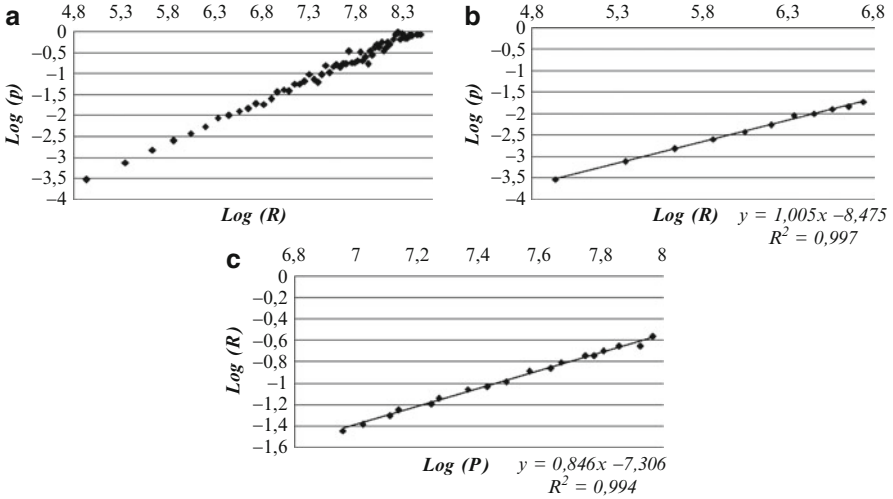 a
4,8 5,3 5,8 6,3 6,8 7,3 7,8 8,3
0
−0,5
−1
−1,5
−2
−2,5
−3
−3,5
−4
Log (p)
Log (R)
b
4,8 5,3 5,8 6,3 6,8
0
−0,5
−1
−1,5
−2
−2,5
−3
−3,5
−4
Log (p)
Log (R) y = 1,005x −8,475
R² = 0,997
c
6,8 7 7,2 7,4 7,6 7,8 8
0
−0,2
−0,4
−0,6
−0,8
−1
−1,2
−1,4
−1,6
Log (R)
Log (P) y = 0,846x −7,306
R² = 0,994